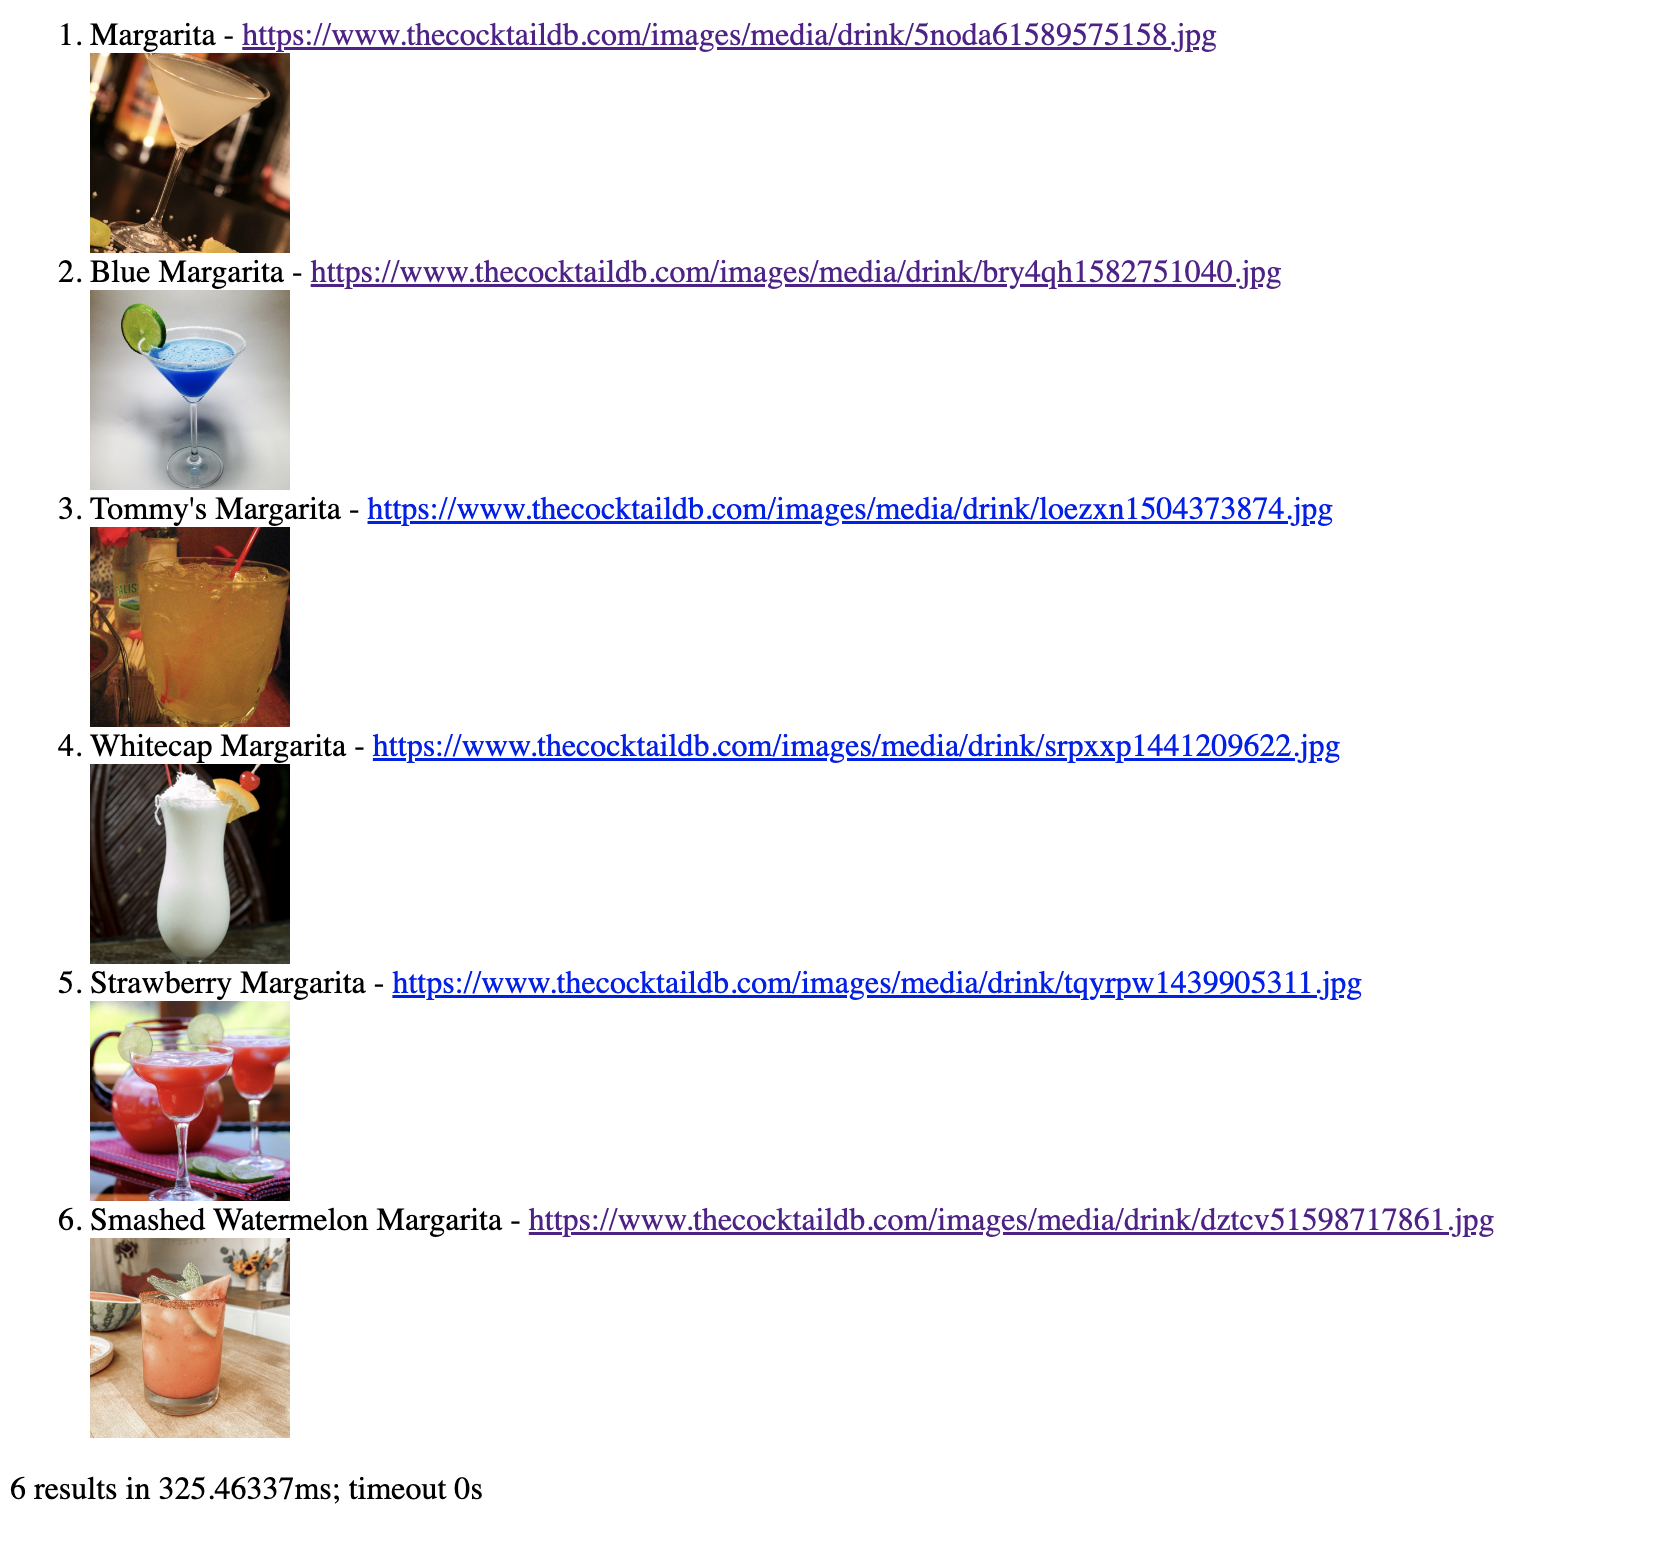 1. Margarita - https://www.thecocktaildb.com/images/media/drink/5noda61589575158.jpg
2. Blue Margarita - https://www.thecocktaildb.com/images/media/drink/bry4qh1582751040.jpg
3. Tommy's Margarita - https://www.thecocktaildb.com/images/media/drink/loezxn1504373874.jpg
ALIS
4. Whitecap Margarita - https://www.thecocktaildb.com/images/media/drink/srpxxp1441209622.jpg
5. Strawberry Margarita - https://www.thecocktaildb.com/images/media/drink/tqyrpw1439905311.jpg
6. Smashed Watermelon Margarita - https://www.thecocktaildb.com/images/media/drink/dztcv51598717861.jpg
6 results in 325.46337ms; timeout 0s